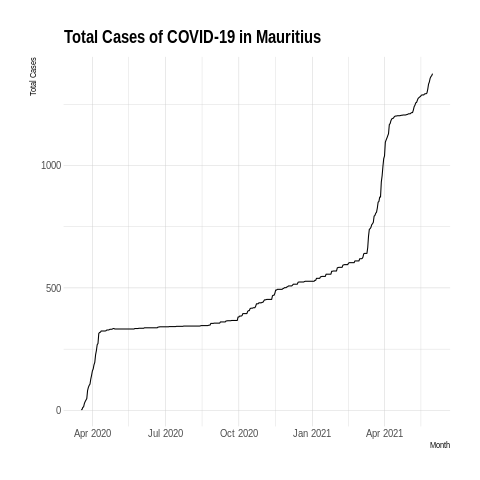 Total Cases of COVID-19 in Mauritius
Total Cases
1000
500
0
Apr 2020 Jul 2020 Oct 2020 Jan 2021 Apr 2021
Month